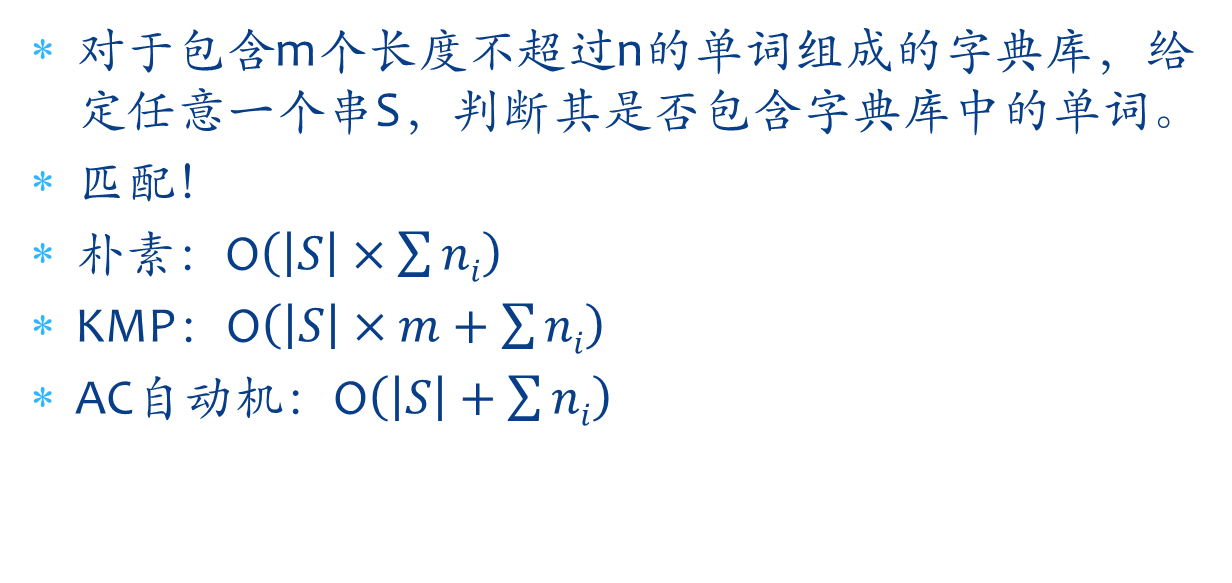 * 对于包含m个长度不超过n的单词组成的字典库，给
定任意一个串S，判断其是否包含字典库中的单词。
* 匹配！
* 朴素：O(|S| × ∑ nᵢ)
* KMP：O(|S| × m + ∑ nᵢ)
* AC自动机：O(|S| + ∑ nᵢ)